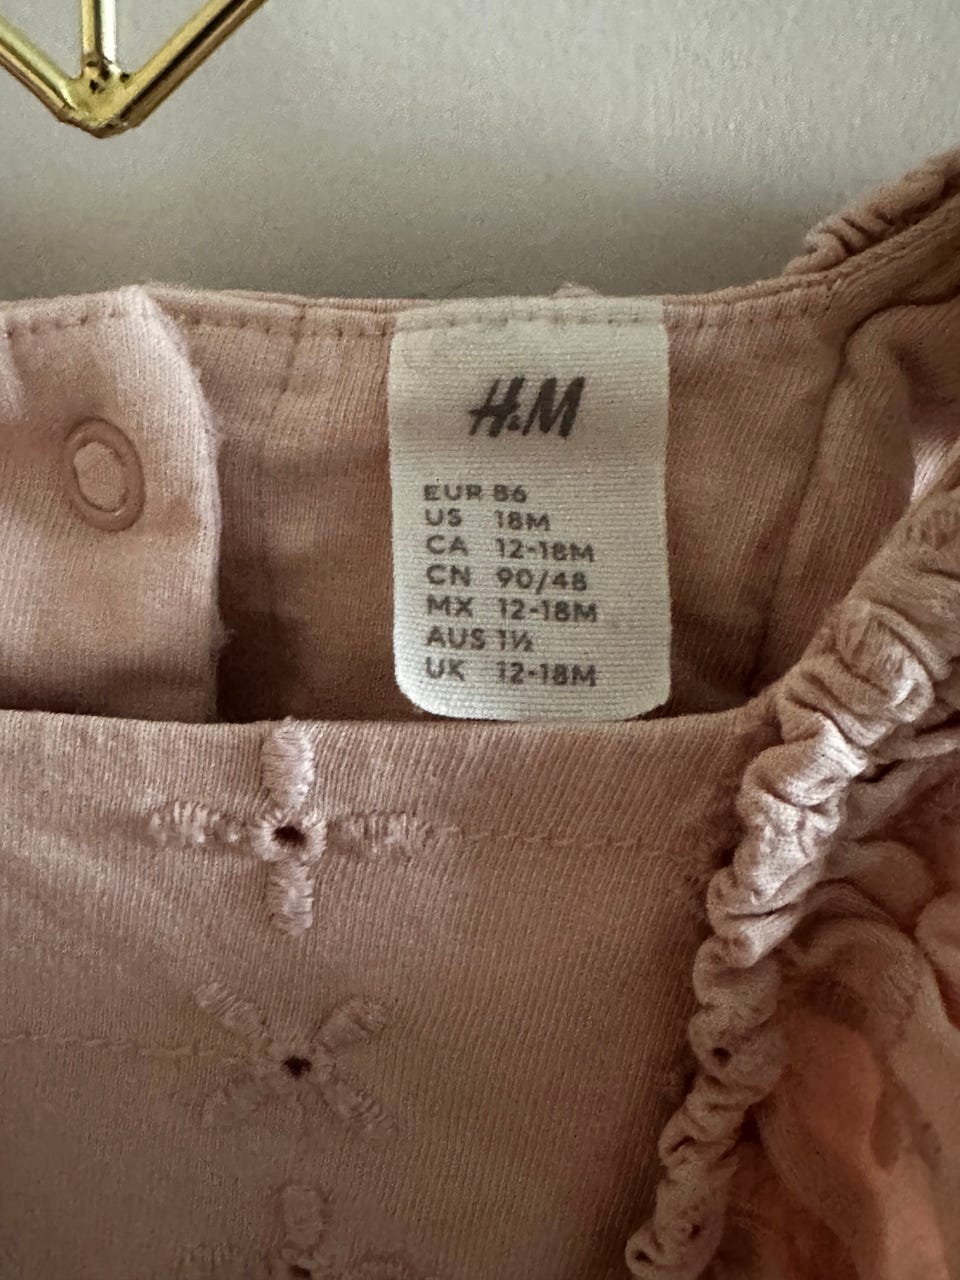 H&M
EUR 86
US 18M
CA 12-18M
CN 90/48
MX 12-18M
AUS 1½
UK 12-18M